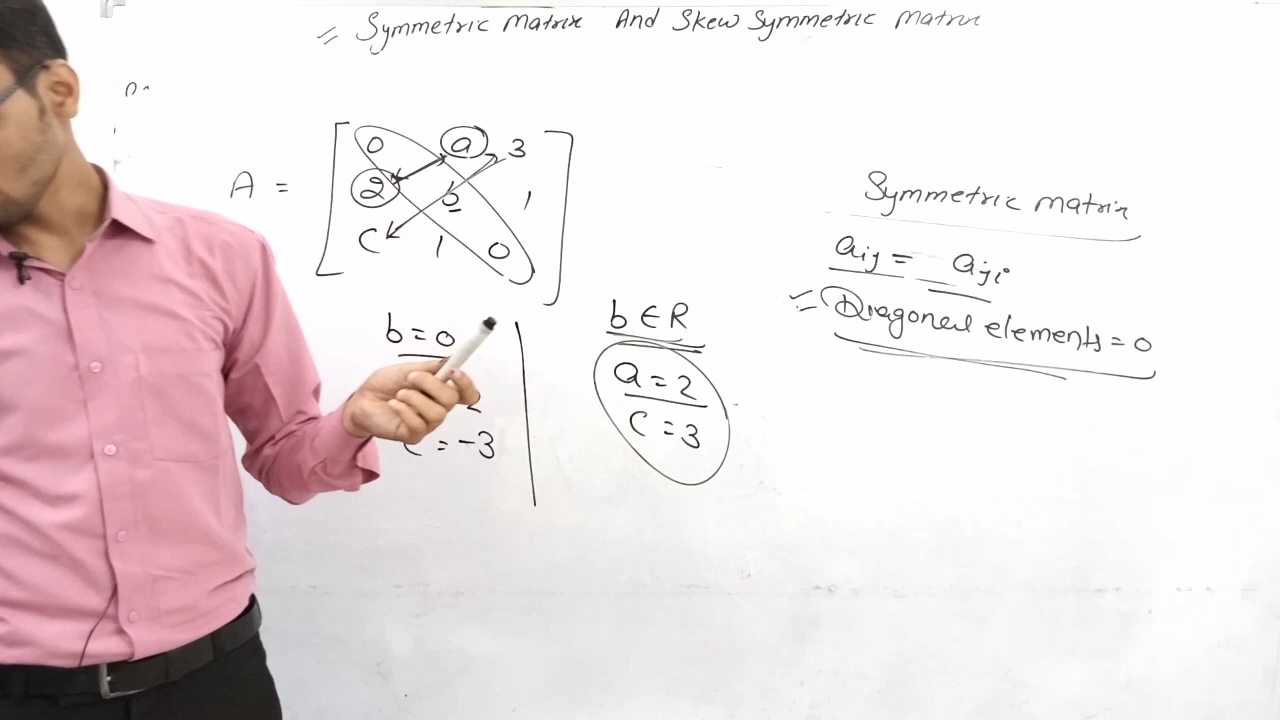 = Symmetric Matrix And Skew Symmetric Matrix
A = [ 0 a 3
2 b 1
C 1 0 ]
b = 0
2
C = -3
b ∈ R
a = 2
C = 3
Symmetric matrix
aij = aji
= Diagonal elements = 0